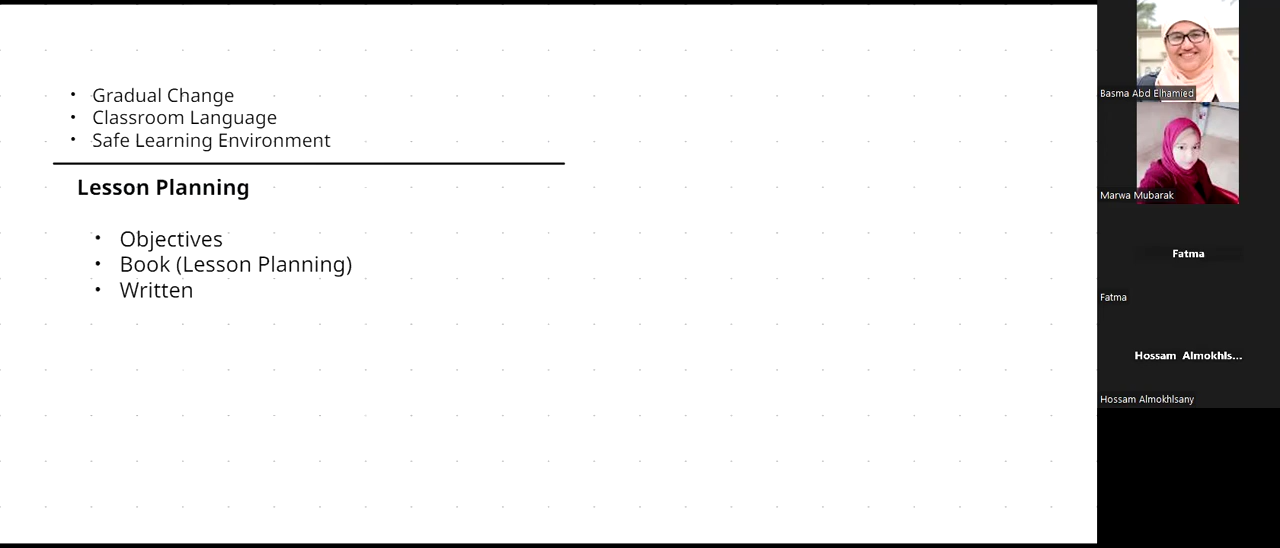 Gradual Change
Classroom Language
Safe Learning Environment
Lesson Planning
Objectives
Book (Lesson Planning)
Written
Basma Abd Elhamied
Marwa Mubarak
Fatma
Fatma
Hossam Almokhls...
Hossam Almokhlsany